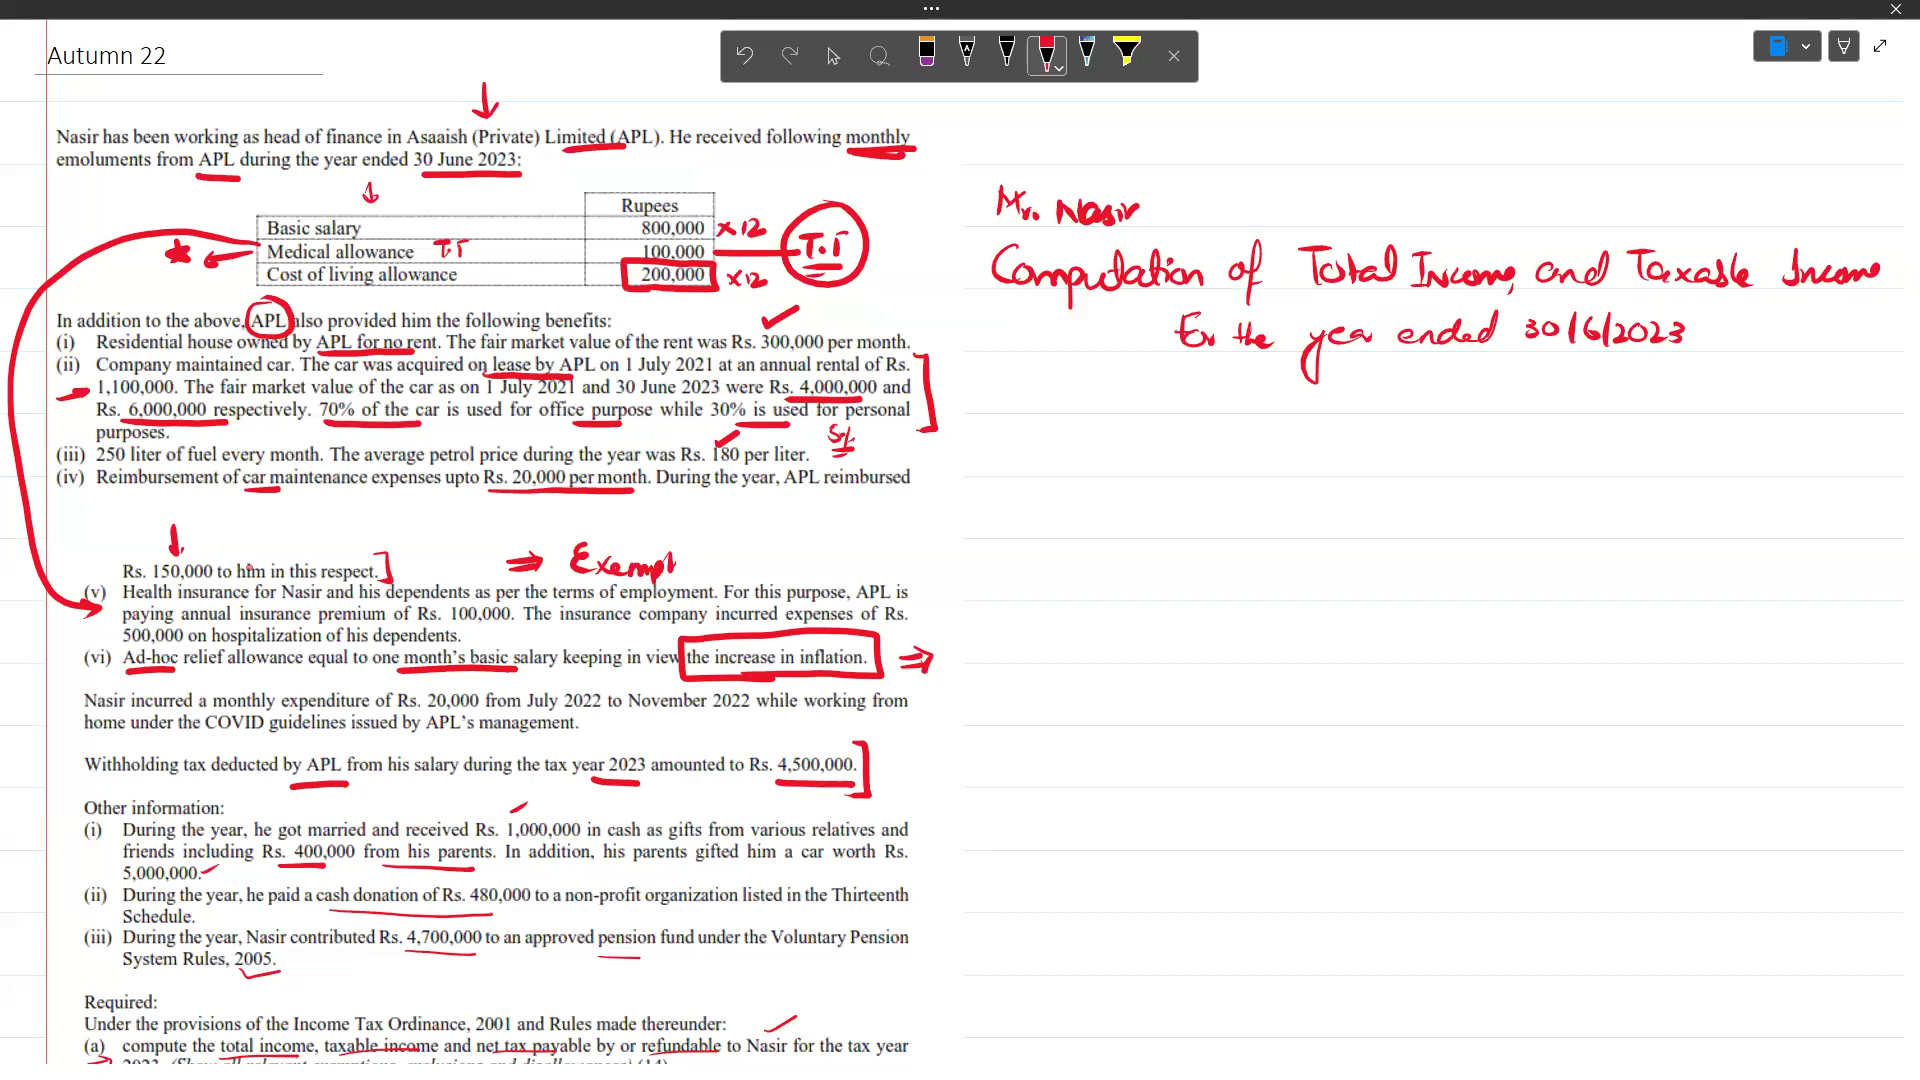 Autumn 22
Nasir has been working as head of finance in Asaaish (Private) Limited (APL). He received following monthly
emoluments from APL during the year ended 30 June 2023:
Rupees
Basic salary 800,000 x12
Medical allowance T.T 100,000 T.T
Cost of living allowance 200,000 x12
In addition to the above, APL also provided him the following benefits:
(i) Residential house owned by APL for no rent. The fair market value of the rent was Rs. 300,000 per month.
(ii) Company maintained car. The car was acquired on lease by APL on 1 July 2021 at an annual rental of Rs.
1,100,000. The fair market value of the car as on 1 July 2021 and 30 June 2023 were Rs. 4,000,000 and
Rs. 6,000,000 respectively. 70% of the car is used for office purpose while 30% is used for personal
purposes.
5%
(iii) 250 liter of fuel every month. The average petrol price during the year was Rs. 180 per liter.
(iv) Reimbursement of car maintenance expenses upto Rs. 20,000 per month. During the year, APL reimbursed
Rs. 150,000 to him in this respect. ⇒ Exempt
(v) Health insurance for Nasir and his dependents as per the terms of employment. For this purpose, APL is
paying annual insurance premium of Rs. 100,000. The insurance company incurred expenses of Rs.
500,000 on hospitalization of his dependents.
(vi) Ad-hoc relief allowance equal to one month's basic salary keeping in view the increase in inflation. ⇒
Nasir incurred a monthly expenditure of Rs. 20,000 from July 2022 to November 2022 while working from
home under the COVID guidelines issued by APL's management.
Withholding tax deducted by APL from his salary during the tax year 2023 amounted to Rs. 4,500,000.
Other information:
(i) During the year, he got married and received Rs. 1,000,000 in cash as gifts from various relatives and
friends including Rs. 400,000 from his parents. In addition, his parents gifted him a car worth Rs.
5,000,000.
(ii) During the year, he paid a cash donation of Rs. 480,000 to a non-profit organization listed in the Thirteenth
Schedule.
(iii) During the year, Nasir contributed Rs. 4,700,000 to an approved pension fund under the Voluntary Pension
System Rules, 2005.
Required:
Under the provisions of the Income Tax Ordinance, 2001 and Rules made thereunder:
(a) compute the total income, taxable income and net tax payable by or refundable to Nasir for the tax year
Mr. Nasir
Computation of Total Income, and Taxable Income
For the year ended 30/6/2023